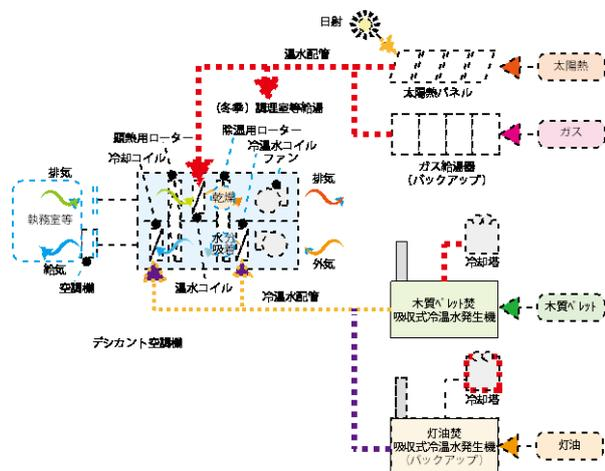 日射
温水配管
太陽熱
太陽熱パネル
(冬季)調理室等給湯
ガス
ガス給湯器
(バックアップ)
顕熱用ローター
除湿用ローター
冷却コイル
冷温水コイル
ファン
排気
執務室等
給気
空調機
乾燥
水分
吸着
排気
外気
温水コイル
冷温水配管
デシカント空調機
冷却塔
木質ペレット焚
吸収式冷温水発生機
木質ペレット
冷却塔
灯油焚
吸収式冷温水発生機
(バックアップ)
灯油